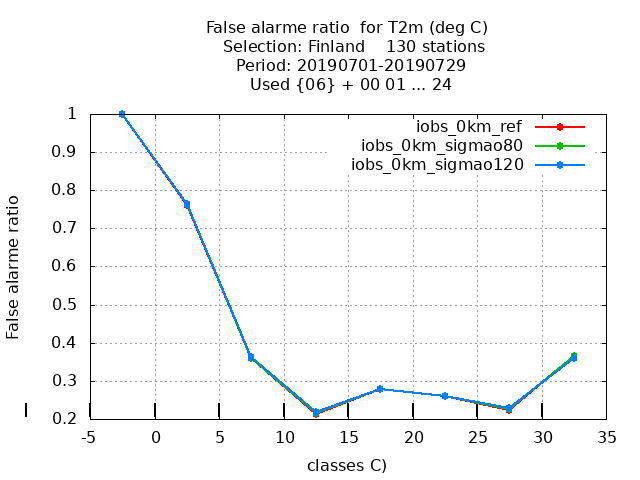 False alarme ratio  for T2m (deg C)
Selection: Finland    130 stations
Period: 20190701-20190729
Used {06} + 00 01 ... 24
iobs_0km_ref
iobs_0km_sigmao80
iobs_0km_sigmao120
False alarme ratio
1
0.9
0.8
0.7
0.6
0.5
0.4
0.3
0.2
-5 0 5 10 15 20 25 30 35
classes C)